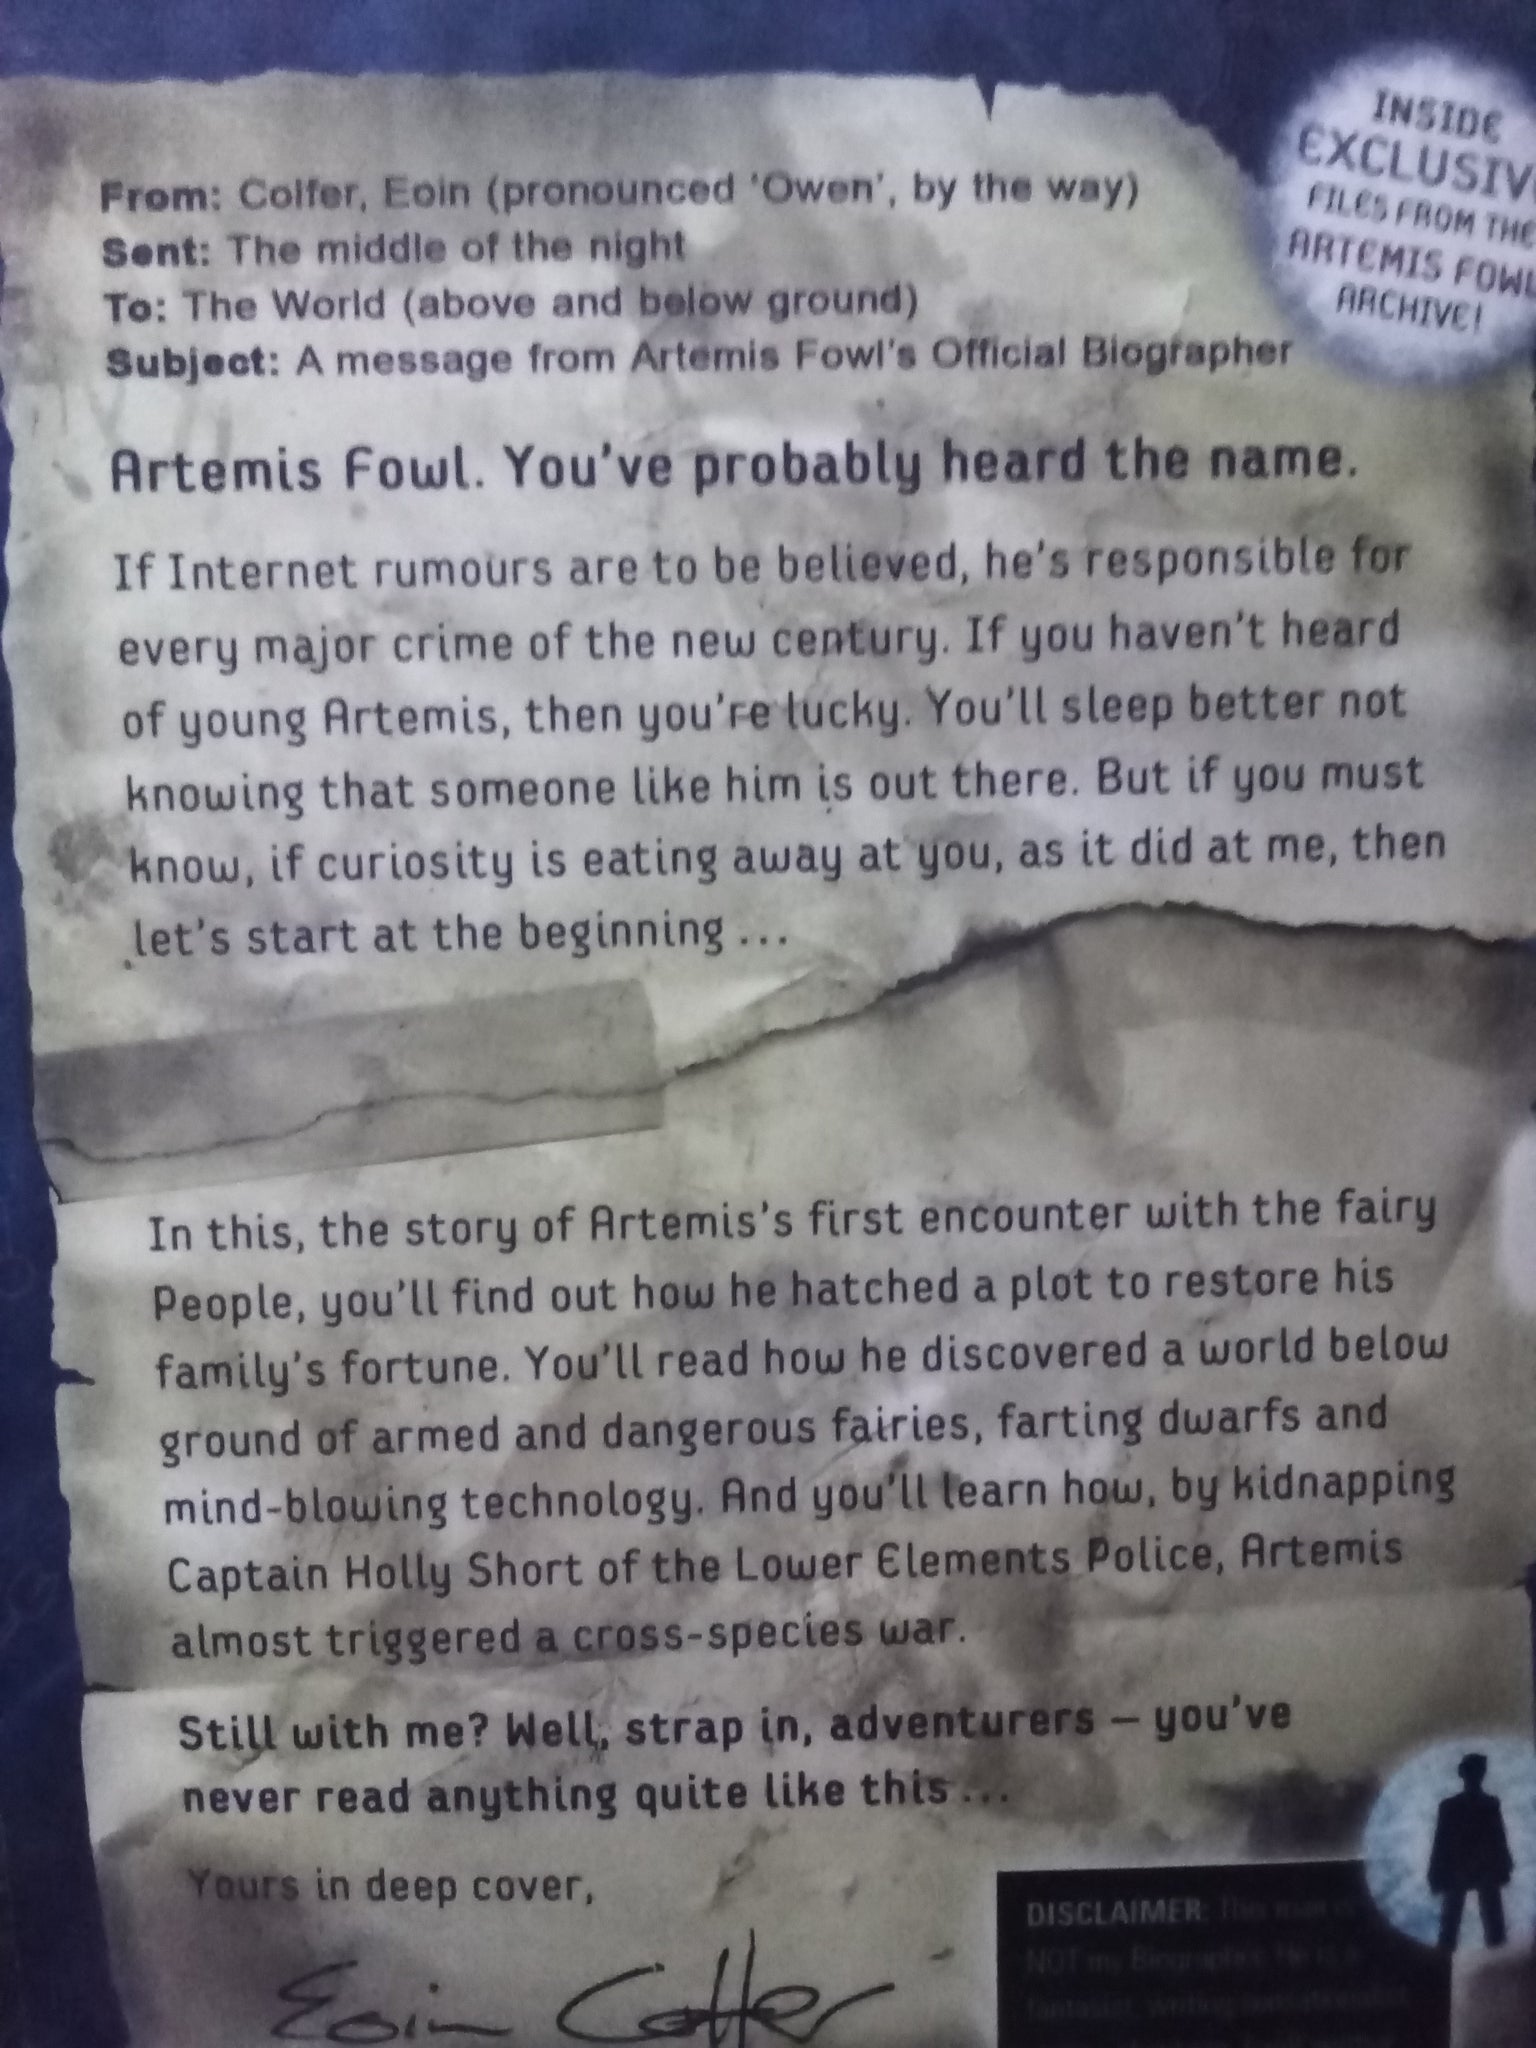 INSIDE
EXCLUSIV
FILES FROM THE
ARTEMIS FOWL
ARCHIVE!
From: Colfer, Eoin (pronounced 'Owen', by the way)
Sent: The middle of the night
To: The World (above and below ground)
Subject: A message from Artemis Fowl's Official Biographer
Artemis Fowl. You've probably heard the name.
If Internet rumours are to be believed, he's responsible for
every major crime of the new century. If you haven't heard
of young Artemis, then you're lucky. You'll sleep better not
knowing that someone like him is out there. But if you must
know, if curiosity is eating away at you, as it did at me, then
let's start at the beginning ...
In this, the story of Artemis's first encounter with the fairy
People, you'll find out how he hatched a plot to restore his
family's fortune. You'll read how he discovered a world below
ground of armed and dangerous fairies, farting dwarfs and
mind-blowing technology. And you'll learn how, by kidnapping
Captain Holly Short of the Lower Elements Police, Artemis
almost triggered a cross-species war.
Still with me? Well, strap in, adventurers – you've
never read anything quite like this ...
Yours in deep cover,
Eoin Colfer
DISCLAIMER: This man is
NOT my Biographer. He is a
fantasist, writing